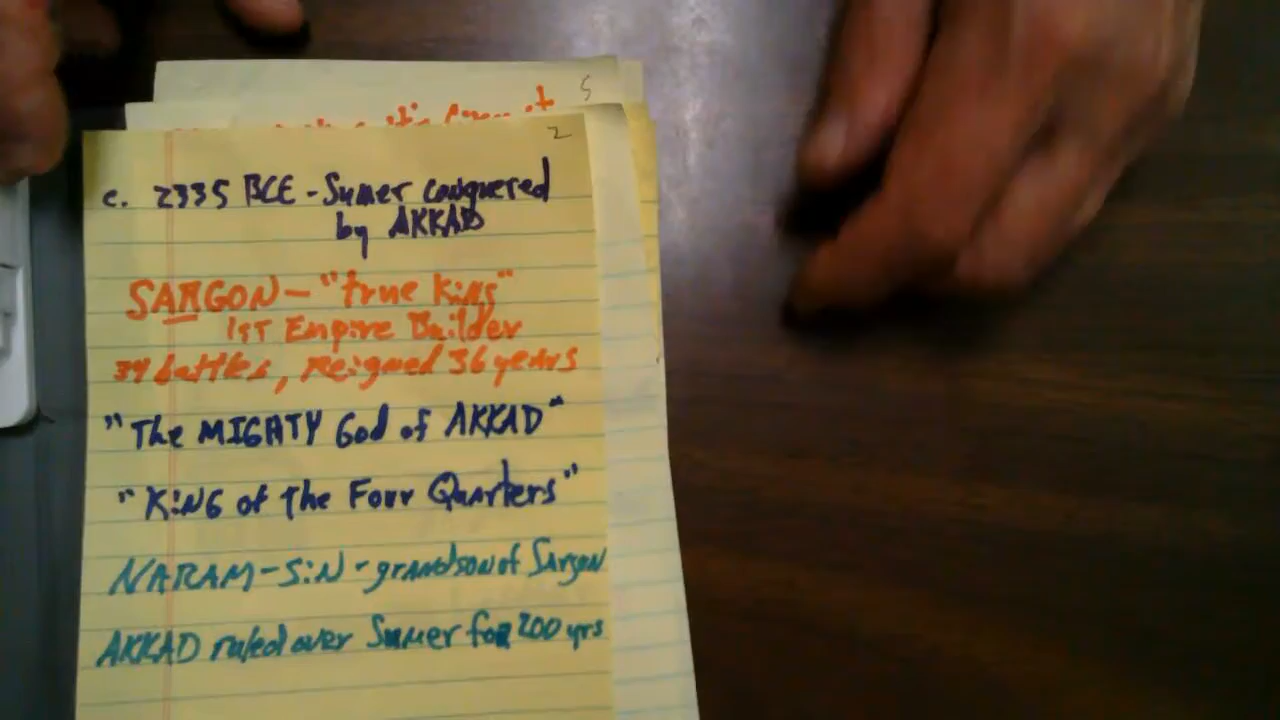 5
2
c. 2335 BCE - Sumer conquered
by AKKAD
SARGON - "true King"
1ST Empire Builder
34 battles, reigned 36 years
"The MIGHTY God of AKKAD"
"KiNG of the Four Quarters"
NARAM-SiN - grandson of Sargon
AKKAD ruled over Sumer for 200 yrs